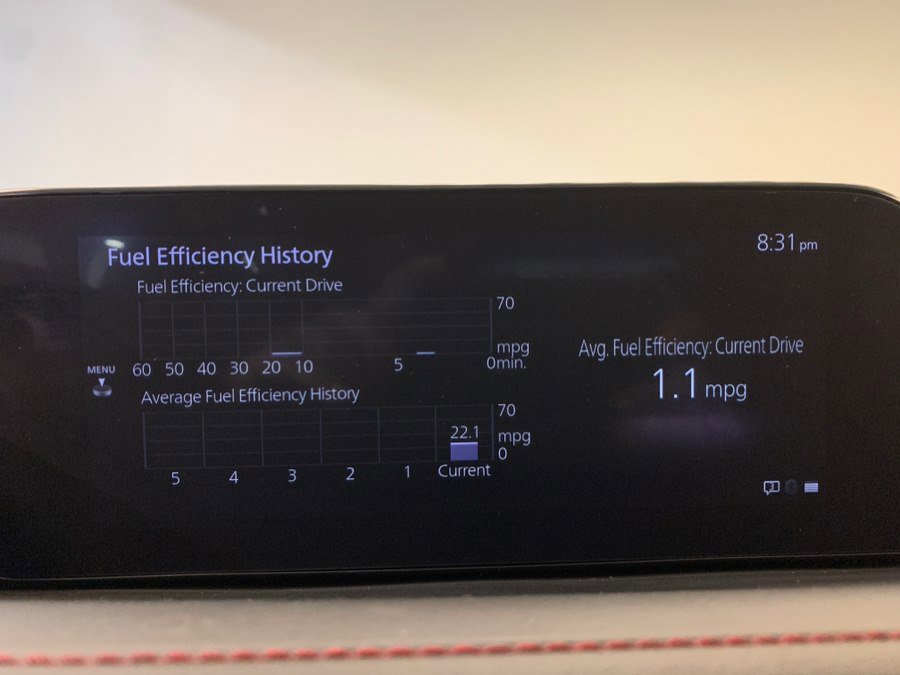 Fuel Efficiency History
8:31 pm
Fuel Efficiency: Current Drive
70
mpg
60 50 40 30 20 10 5 0min.
MENU
Avg. Fuel Efficiency: Current Drive
1.1 mpg
Average Fuel Efficiency History
70
22.1
mpg
0
5 4 3 2 1 Current
3